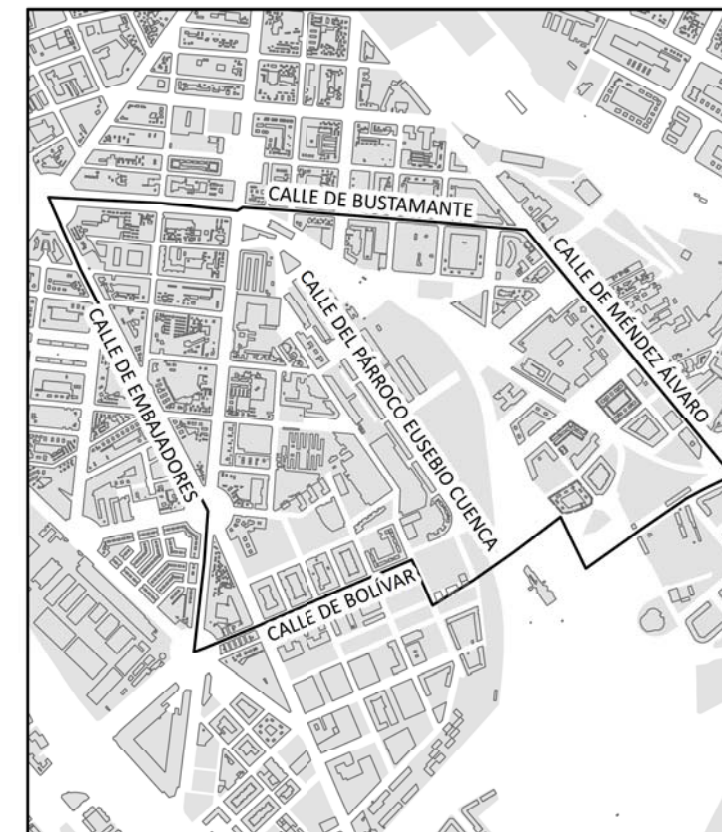 CALLE DE BUSTAMANTE
CALLE DE MÉNDEZ ÁLVARO
CALLE DEL PÁRROCO EUSEBIO CUENCA
CALLE DE EMBAJADORES
CALLE DE BOLÍVAR